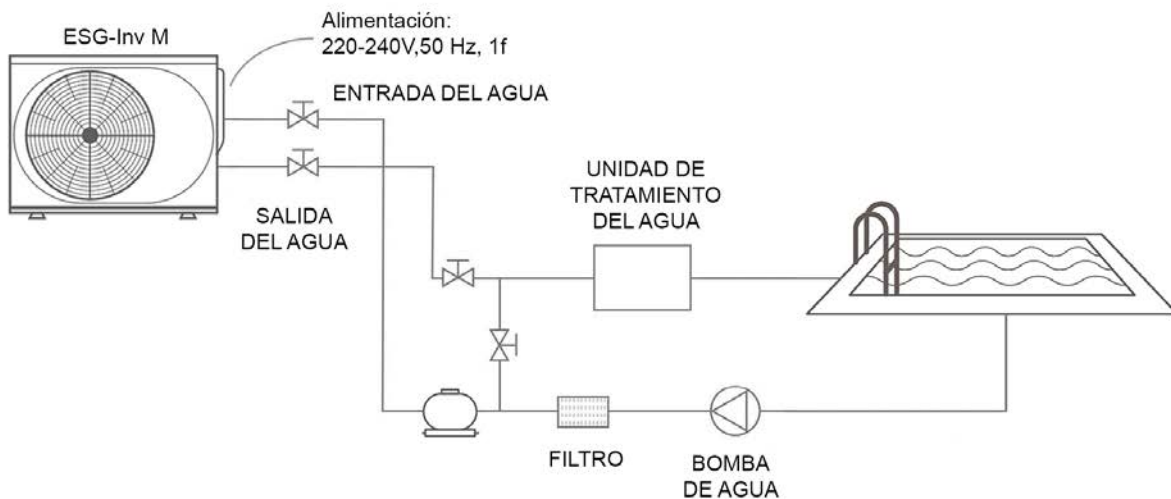 ESG-Inv M
Alimentación:
220-240V,50 Hz, 1f
ENTRADA DEL AGUA
SALIDA
DEL AGUA
UNIDAD DE
TRATAMIENTO
DEL AGUA
FILTRO
BOMBA
DE AGUA